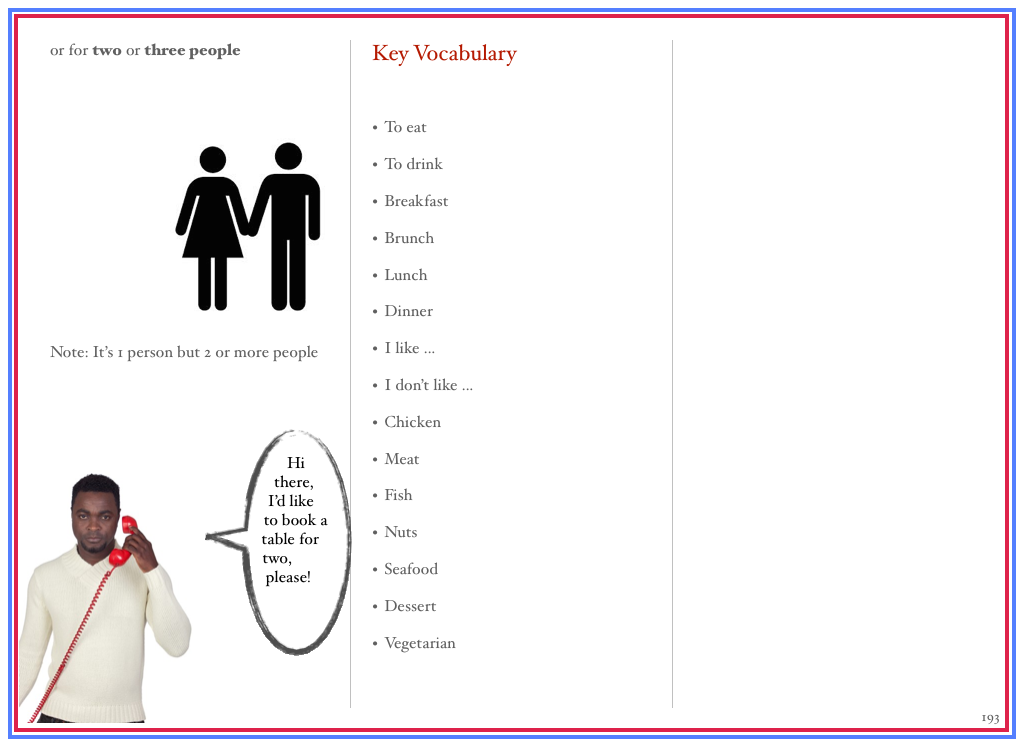 or for two or three people
Note: It's 1 person but 2 or more people
Hi
there,
I'd like
to book a
table for
two,
please!
Key Vocabulary
• To eat
• To drink
• Breakfast
• Brunch
• Lunch
• Dinner
• I like ...
• I don't like ...
• Chicken
• Meat
• Fish
• Nuts
• Seafood
• Dessert
• Vegetarian
193